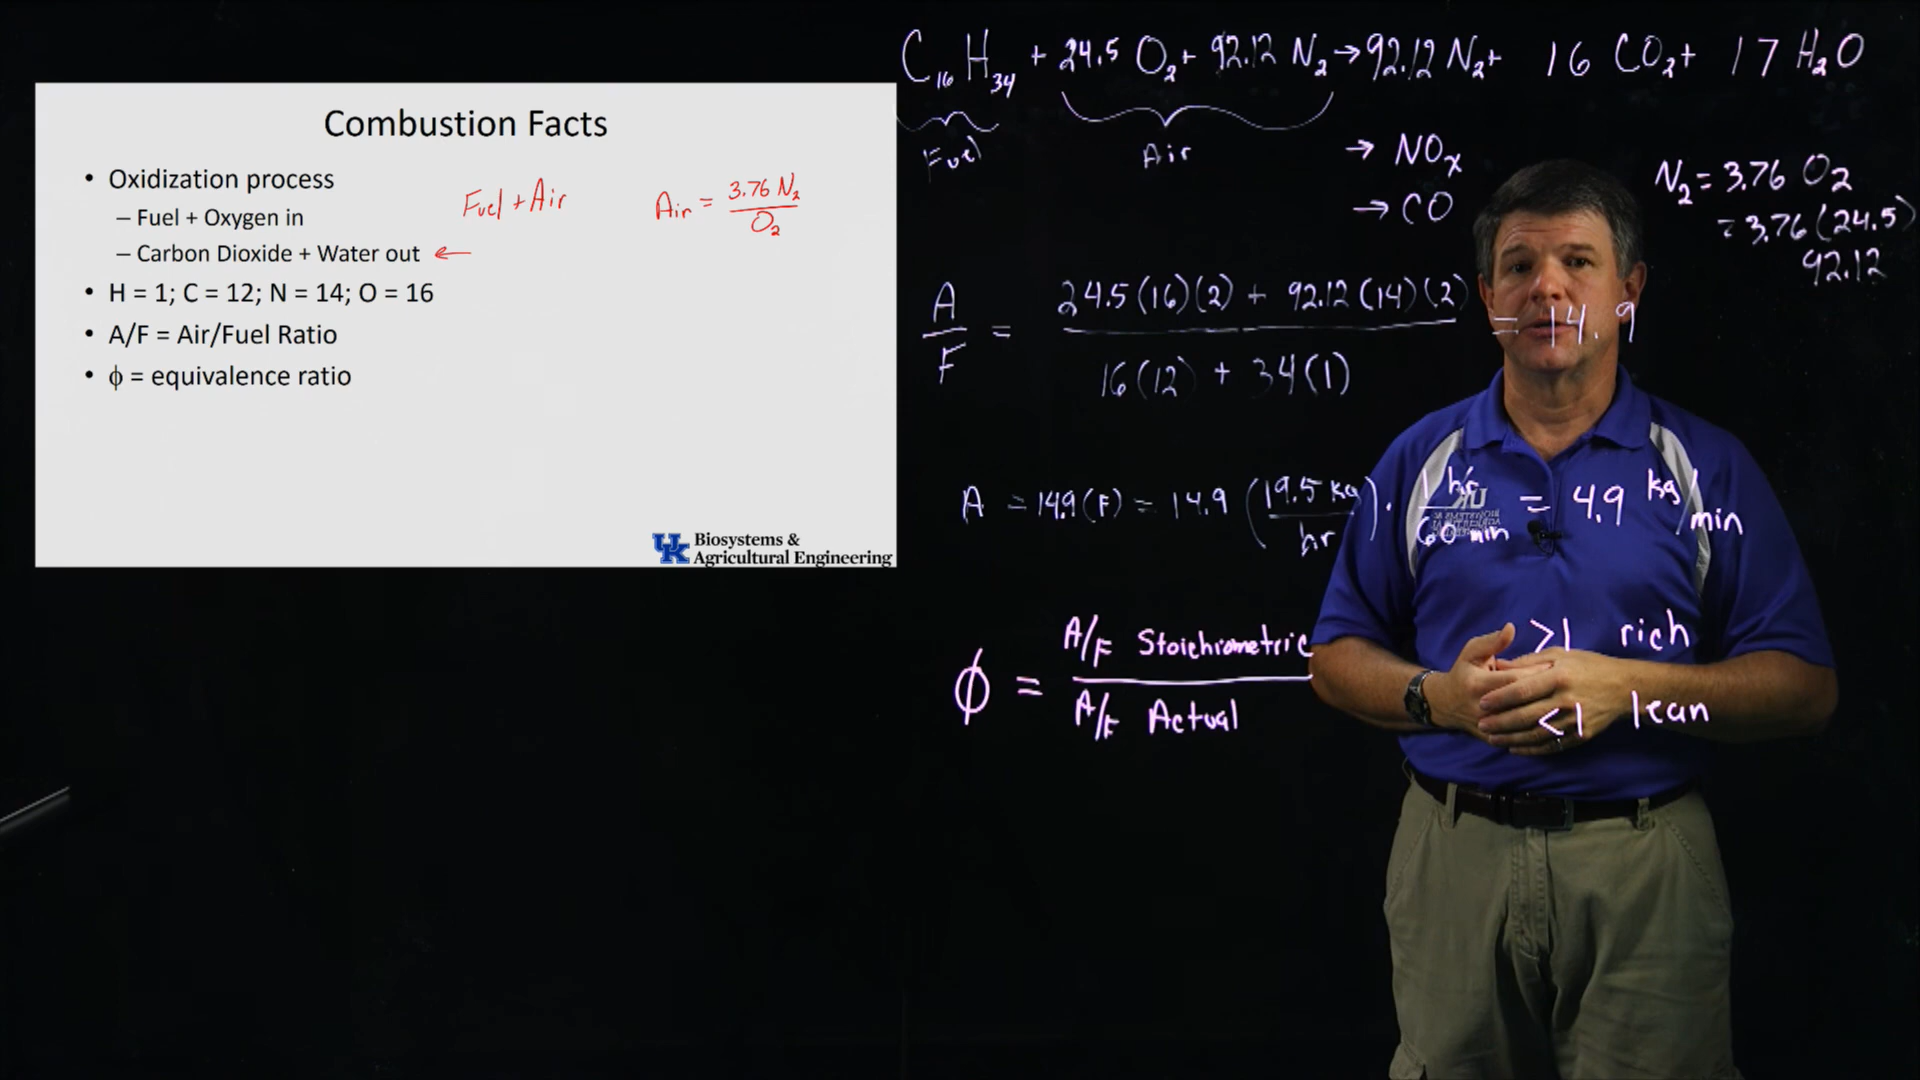 Combustion Facts
• Oxidization process
– Fuel + Oxygen in
– Carbon Dioxide + Water out ←
• H = 1; C = 12; N = 14; O = 16
• A/F = Air/Fuel Ratio
• ϕ = equivalence ratio
Fuel + Air
Air = 3.76 N₂ / O₂
UK Biosystems &
Agricultural Engineering
C₁₆ H₃₄ + 24.5 O₂ + 92.12 N₂ → 92.12 N₂ + 16 CO₂ + 17 H₂O
Fuel
Air
→ NOₓ
→ CO
N₂ = 3.76 O₂
= 3.76 (24.5)
92.12
A/F = 24.5(16)(2) + 92.12(14)(2) / 16(12) + 34(1) = 14.9
A = 14.9(F) = 14.9 (19.5 kg / hr) · 1 hr / 60 min = 4.9 kg/min
ϕ = A/F Stoichiometric / A/F Actual
>1 rich
<1 lean